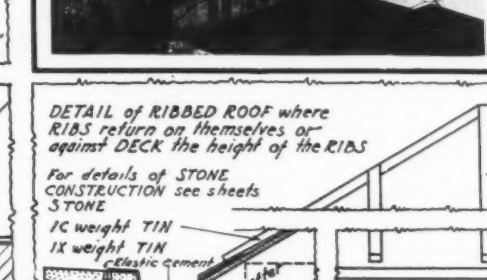 DETAIL of RIBBED ROOF where
RIBS return on themselves or
against DECK the height of the RIBS
For details of STONE
CONSTRUCTION see sheets
STONE
IC weight TIN
IX weight TIN
Elastic Cement